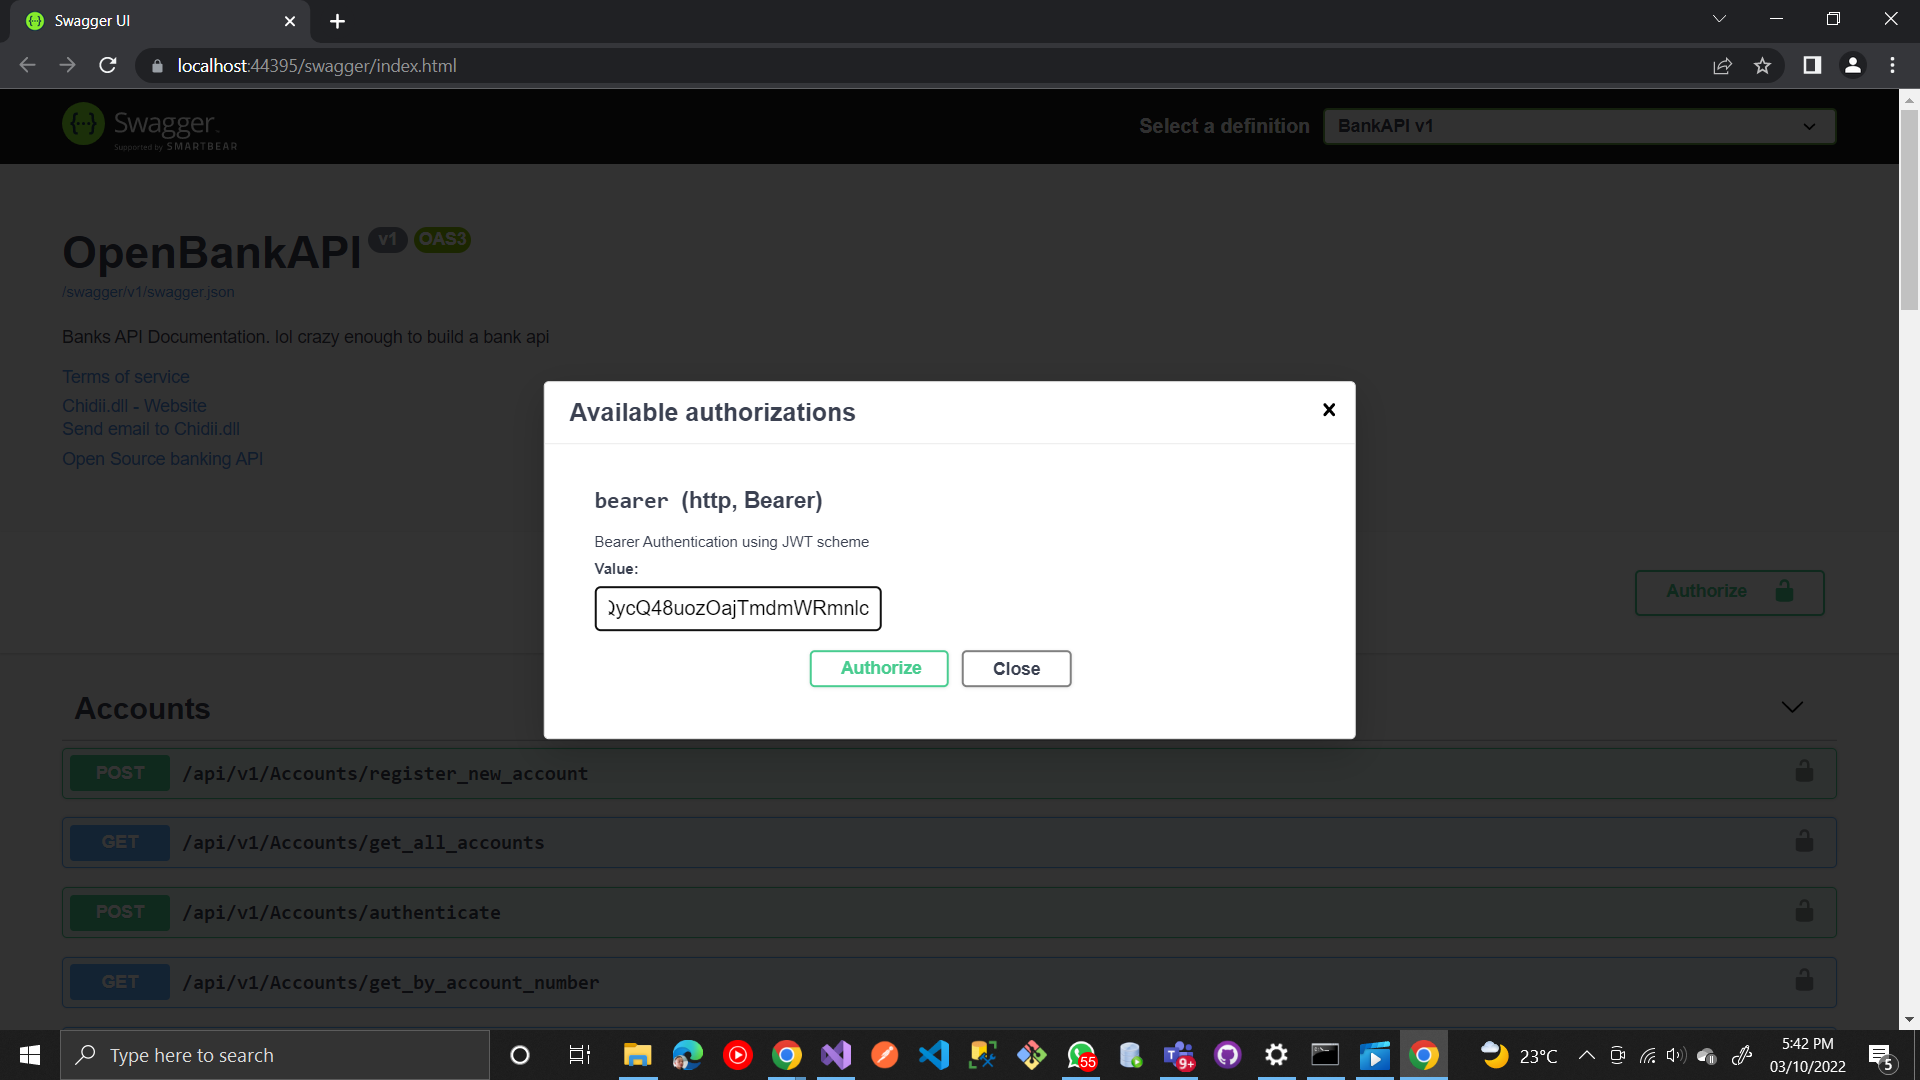 Swagger UI
localhost:44395/swagger/index.html
Swagger
Supported by SMARTBEAR
Select a definition
BankAPI v1
OpenBankAPI v1 OAS3
/swagger/v1/swagger.json
Banks API Documentation. lol crazy enough to build a bank api
Terms of service
Chidii.dll - Website
Send email to Chidii.dll
Open Source banking API
Available authorizations
bearer (http, Bearer)
Bearer Authentication using JWT scheme
Value:
QycQ48uozOajTmdmWRmnlc
Authorize
Close
Authorize
Accounts
POST /api/v1/Accounts/register_new_account
GET /api/v1/Accounts/get_all_accounts
POST /api/v1/Accounts/authenticate
GET /api/v1/Accounts/get_by_account_number
Type here to search
55
9+
23°C
5:42 PM
03/10/2022
5